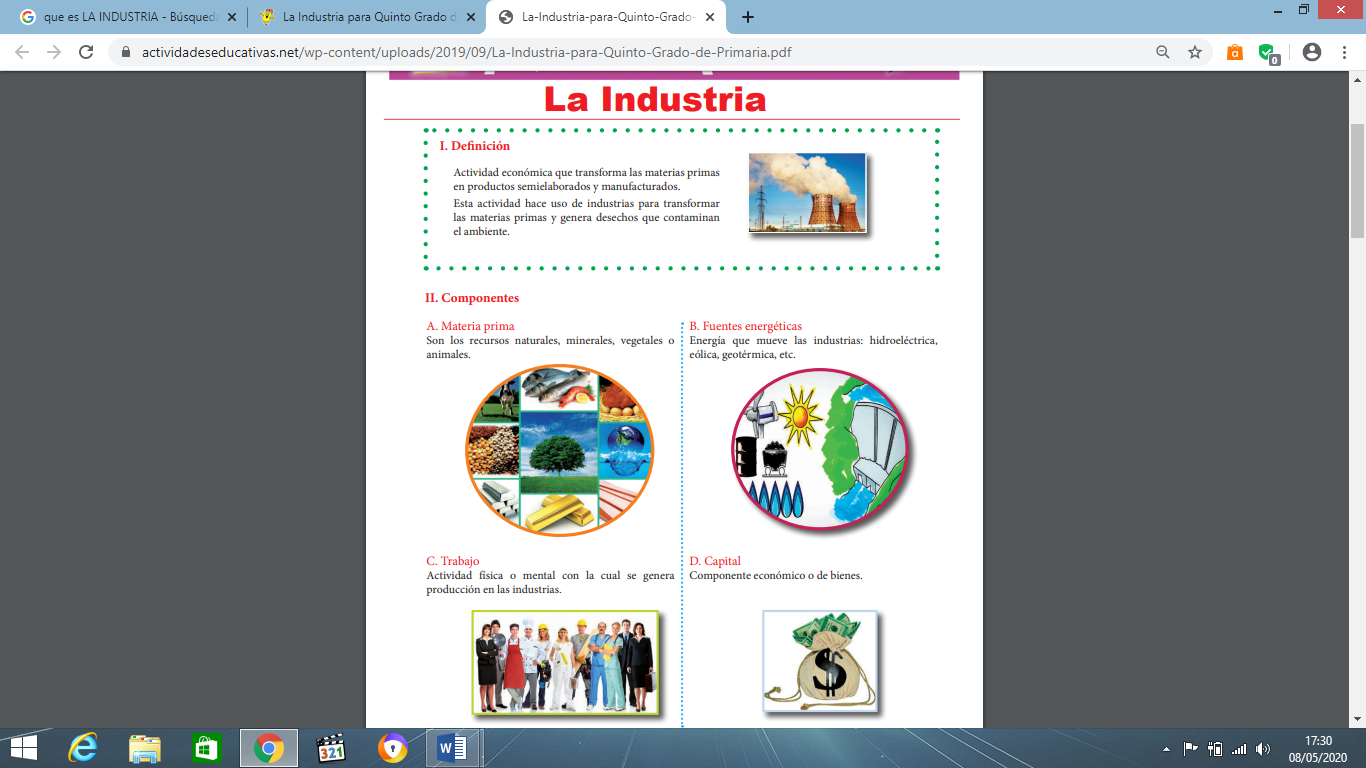 que es LA INDUSTRIA - Búsqued
La Industria para Quinto Grado d
La-Industria-para-Quinto-Grado-
actividadeseducativas.net/wp-content/uploads/2019/09/La-Industria-para-Quinto-Grado-de-Primaria.pdf
0
La Industria
I. Definición
Actividad económica que transforma las materias primas
en productos semielaborados y manufacturados.
Esta actividad hace uso de industrias para transformar
las materias primas y genera desechos que contaminan
el ambiente.
II. Componentes
A. Materia prima
Son los recursos naturales, minerales, vegetales o
animales.
B. Fuentes energéticas
Energía que mueve las industrias: hidroeléctrica,
eólica, geotérmica, etc.
C. Trabajo
Actividad física o mental con la cual se genera
producción en las industrias.
D. Capital
Componente económico o de bienes.
$
321
17:30
08/05/2020